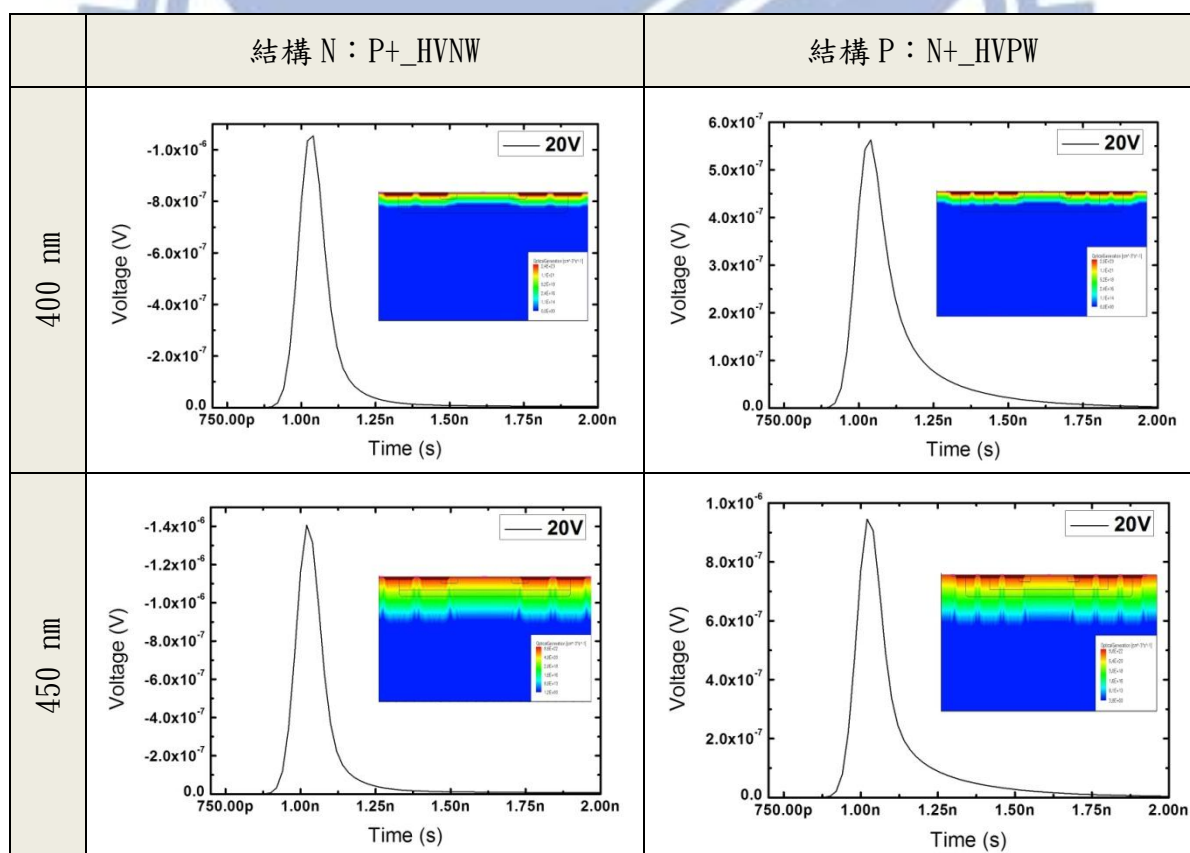 結構 N：P+_HVNW
結構 P：N+_HVPW
400 nm
Voltage (V)
-1.0x10^-6
-8.0x10^-7
-6.0x10^-7
-4.0x10^-7
-2.0x10^-7
0.0
20V
750.00p 1.00n 1.25n 1.50n 1.75n 2.00n
Time (s)
Voltage (V)
6.0x10^-7
5.0x10^-7
4.0x10^-7
3.0x10^-7
2.0x10^-7
1.0x10^-7
0.0
20V
750.00p 1.00n 1.25n 1.50n 1.75n 2.00n
Time (s)
450 nm
Voltage (V)
-1.4x10^-6
-1.2x10^-6
-1.0x10^-6
-8.0x10^-7
-6.0x10^-7
-4.0x10^-7
-2.0x10^-7
0.0
20V
750.00p 1.00n 1.25n 1.50n 1.75n 2.00n
Time (s)
Voltage (V)
1.0x10^-6
8.0x10^-7
6.0x10^-7
4.0x10^-7
2.0x10^-7
0.0
20V
750.00p 1.00n 1.25n 1.50n 1.75n 2.00n
Time (s)